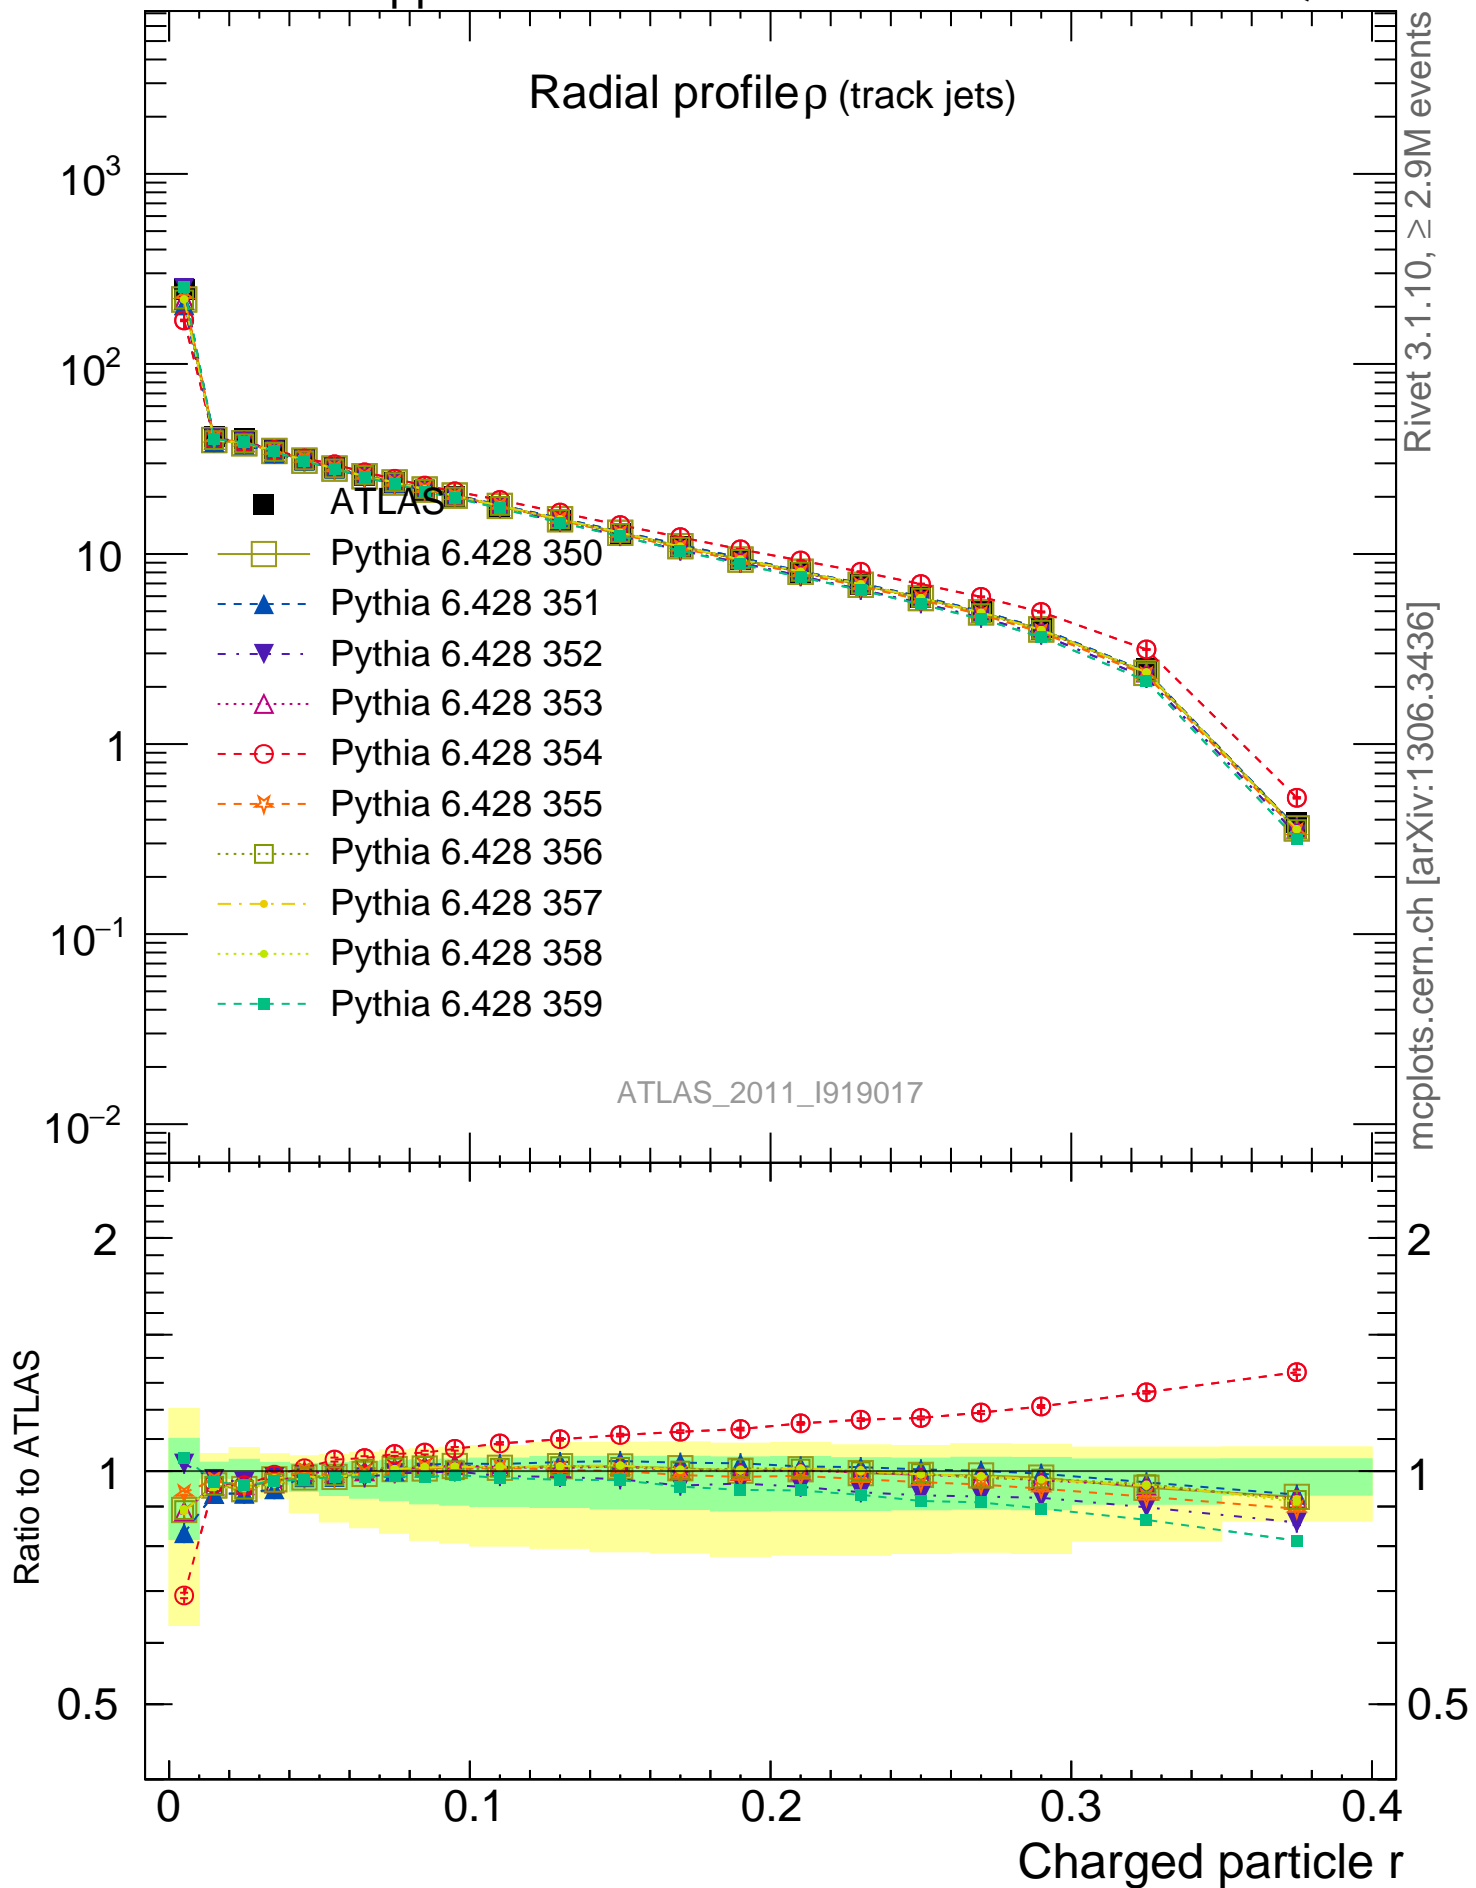 Radial profile ρ (track jets)
10³
10²
10
1
10⁻¹
10⁻²
ATLAS
Pythia 6.428 350
Pythia 6.428 351
Pythia 6.428 352
Pythia 6.428 353
Pythia 6.428 354
Pythia 6.428 355
Pythia 6.428 356
Pythia 6.428 357
Pythia 6.428 358
Pythia 6.428 359
ATLAS_2011_I919017
Rivet 3.1.10, ≥ 2.9M events
mcplots.cern.ch [arXiv:1306.3436]
Ratio to ATLAS
2
1
0.5
2
1
0.5
0
0.1
0.2
0.3
0.4
Charged particle r